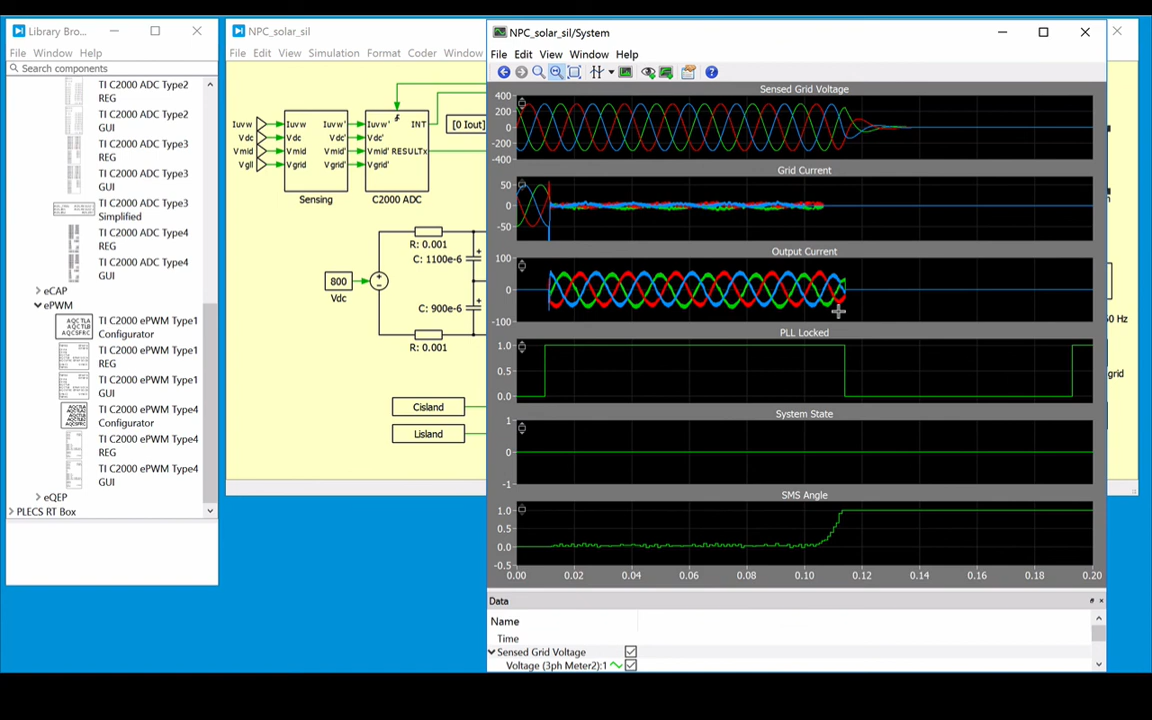 Library Bro...
File Window Help
Search components
TI C2000 ADC Type2
REG
TI C2000 ADC Type2
GUI
TI C2000 ADC Type3
REG
TI C2000 ADC Type3
GUI
TI C2000 ADC Type3
Simplified
TI C2000 ADC Type4
REG
TI C2000 ADC Type4
GUI
eCAP
ePWM
TI C2000 ePWM Type1
Configurator
TI C2000 ePWM Type1
REG
TI C2000 ePWM Type1
GUI
TI C2000 ePWM Type4
Configurator
TI C2000 ePWM Type4
REG
TI C2000 ePWM Type4
GUI
eQEP
PLECS RT Box
NPC_solar_sil
File Edit View Simulation Format Coder Window
Iuvw
Vdc
Vmid
Iuvw'
Vdc'
Vmid'
Vgrid'
Sensing
Iuvw' INT
Vdc'
Vmid' RESULTx
Vgrid'
C2000 ADC
[0 Iout]
R: 0.001
C: 1100e-6
800
Vdc
C: 900e-6
R: 0.001
Cisland
Lisland
NPC_solar_sil/System
File Edit View Window Help
Sensed Grid Voltage
400
200
0
-200
-400
Grid Current
50
0
-50
Output Current
100
0
-100
PLL Locked
1.0
0.5
0.0
System State
1
0
-1
SMS Angle
1.0
0.5
0.0
-0.5
0.00 0.02 0.04 0.06 0.08 0.10 0.12 0.14 0.16 0.18 0.20
Data
Name
Time
Sensed Grid Voltage
Voltage (3ph Meter2):1
0 Hz
grid